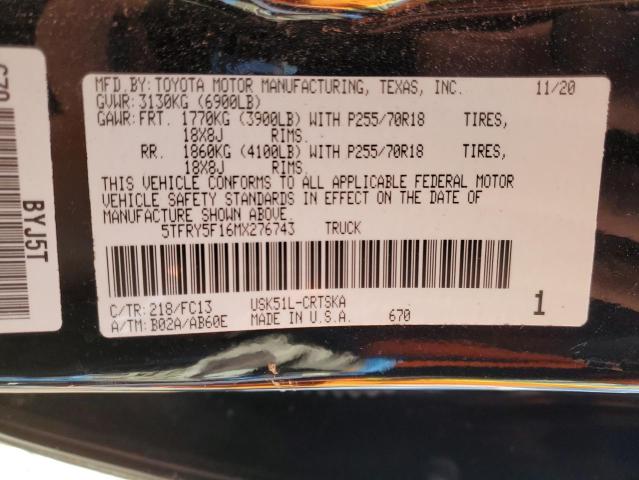 MFD.BY:TOYOTA MOTOR MANUFACTURING, TEXAS, INC. 11/20
GVWR:3130KG (6900LB)
GAWR:FRT. 1770KG (3900LB) WITH P255/70R18 TIRES,
18X8J RIMS.
RR. 1860KG (4100LB) WITH P255/70R18 TIRES,
18X8J RIMS.
THIS VEHICLE CONFORMS TO ALL APPLICABLE FEDERAL MOTOR
VEHICLE SAFETY STANDARDS IN EFFECT ON THE DATE OF
MANUFACTURE SHOWN ABOVE.
5TFRY5F16MX276743 TRUCK
C/TR:218/FC13 USK51L-CRTSKA
A/TM:B02A/AB60E MADE IN U.S.A. 670 1
BYJ5T